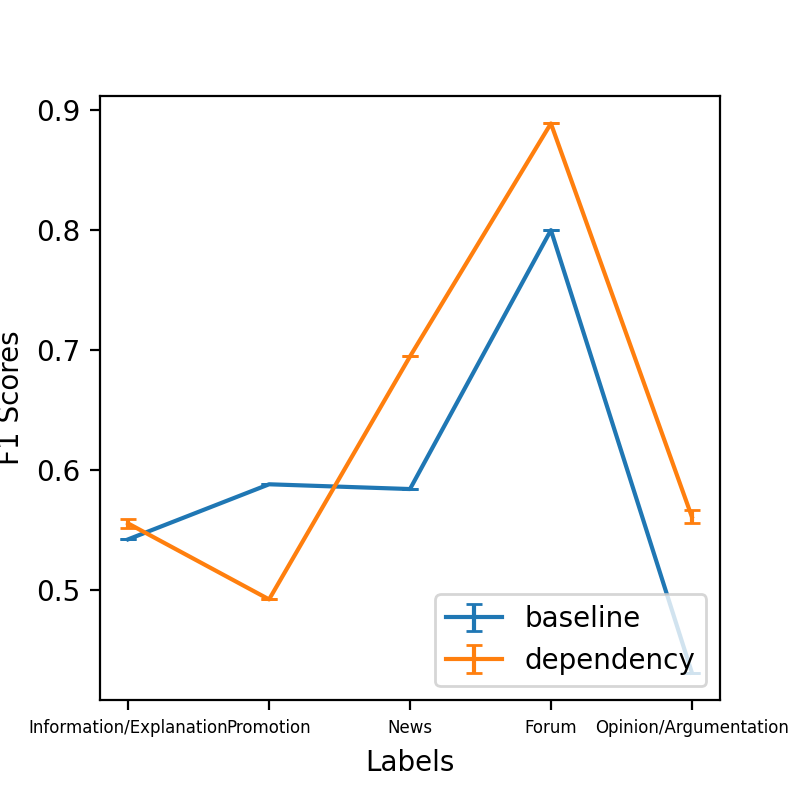 0.9
0.8
0.7
0.6
0.5
F1 Scores
baseline
dependency
Information/Explanation
Promotion
News
Forum
Opinion/Argumentation
Labels